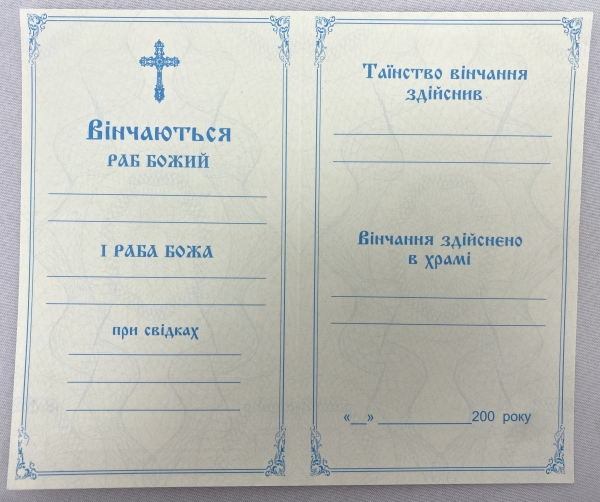 Вінчаються
РАБ БОЖИЙ
І РАБА БОЖА
при свідках
Таїнство вінчання
здійснив
Вінчання здійснено
в храмі
«__» ____________200 року